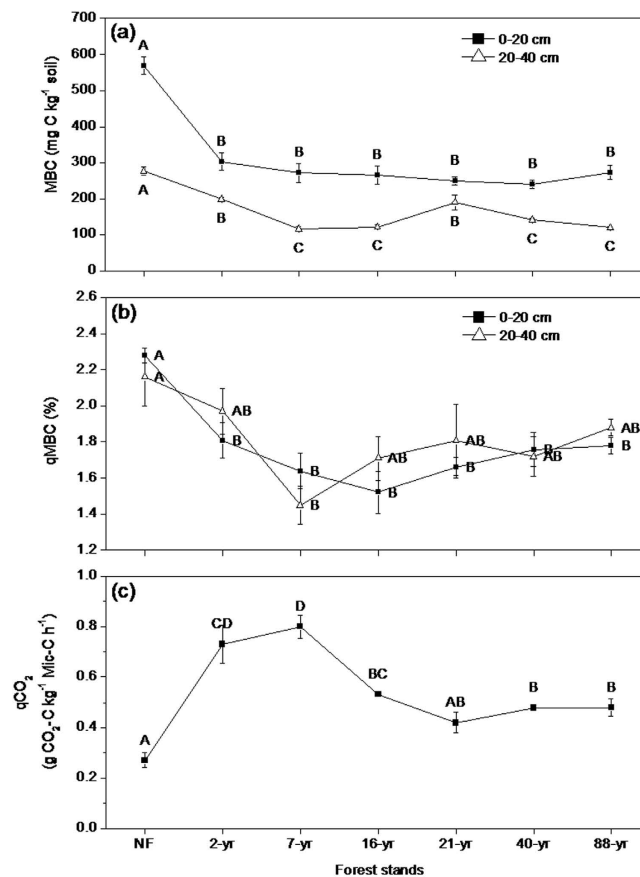 (a)
0-20 cm
20-40 cm
MBC (mg C kg⁻¹ soil)
700
600
500
400
300
200
100
0
A B B B B B B
A B C C B C C
(b)
0-20 cm
20-40 cm
qMBC (%)
2.6
2.4
2.2
2.0
1.8
1.6
1.4
1.2
A B B B B B B
A AB B AB AB AB AB
(c)
qCO₂
(g CO₂-C kg⁻¹ Mic-C h⁻¹)
1.0
0.8
0.6
0.4
0.2
0.0
A CD D BC AB B B
NF 2-yr 7-yr 16-yr 21-yr 40-yr 88-yr
Forest stands